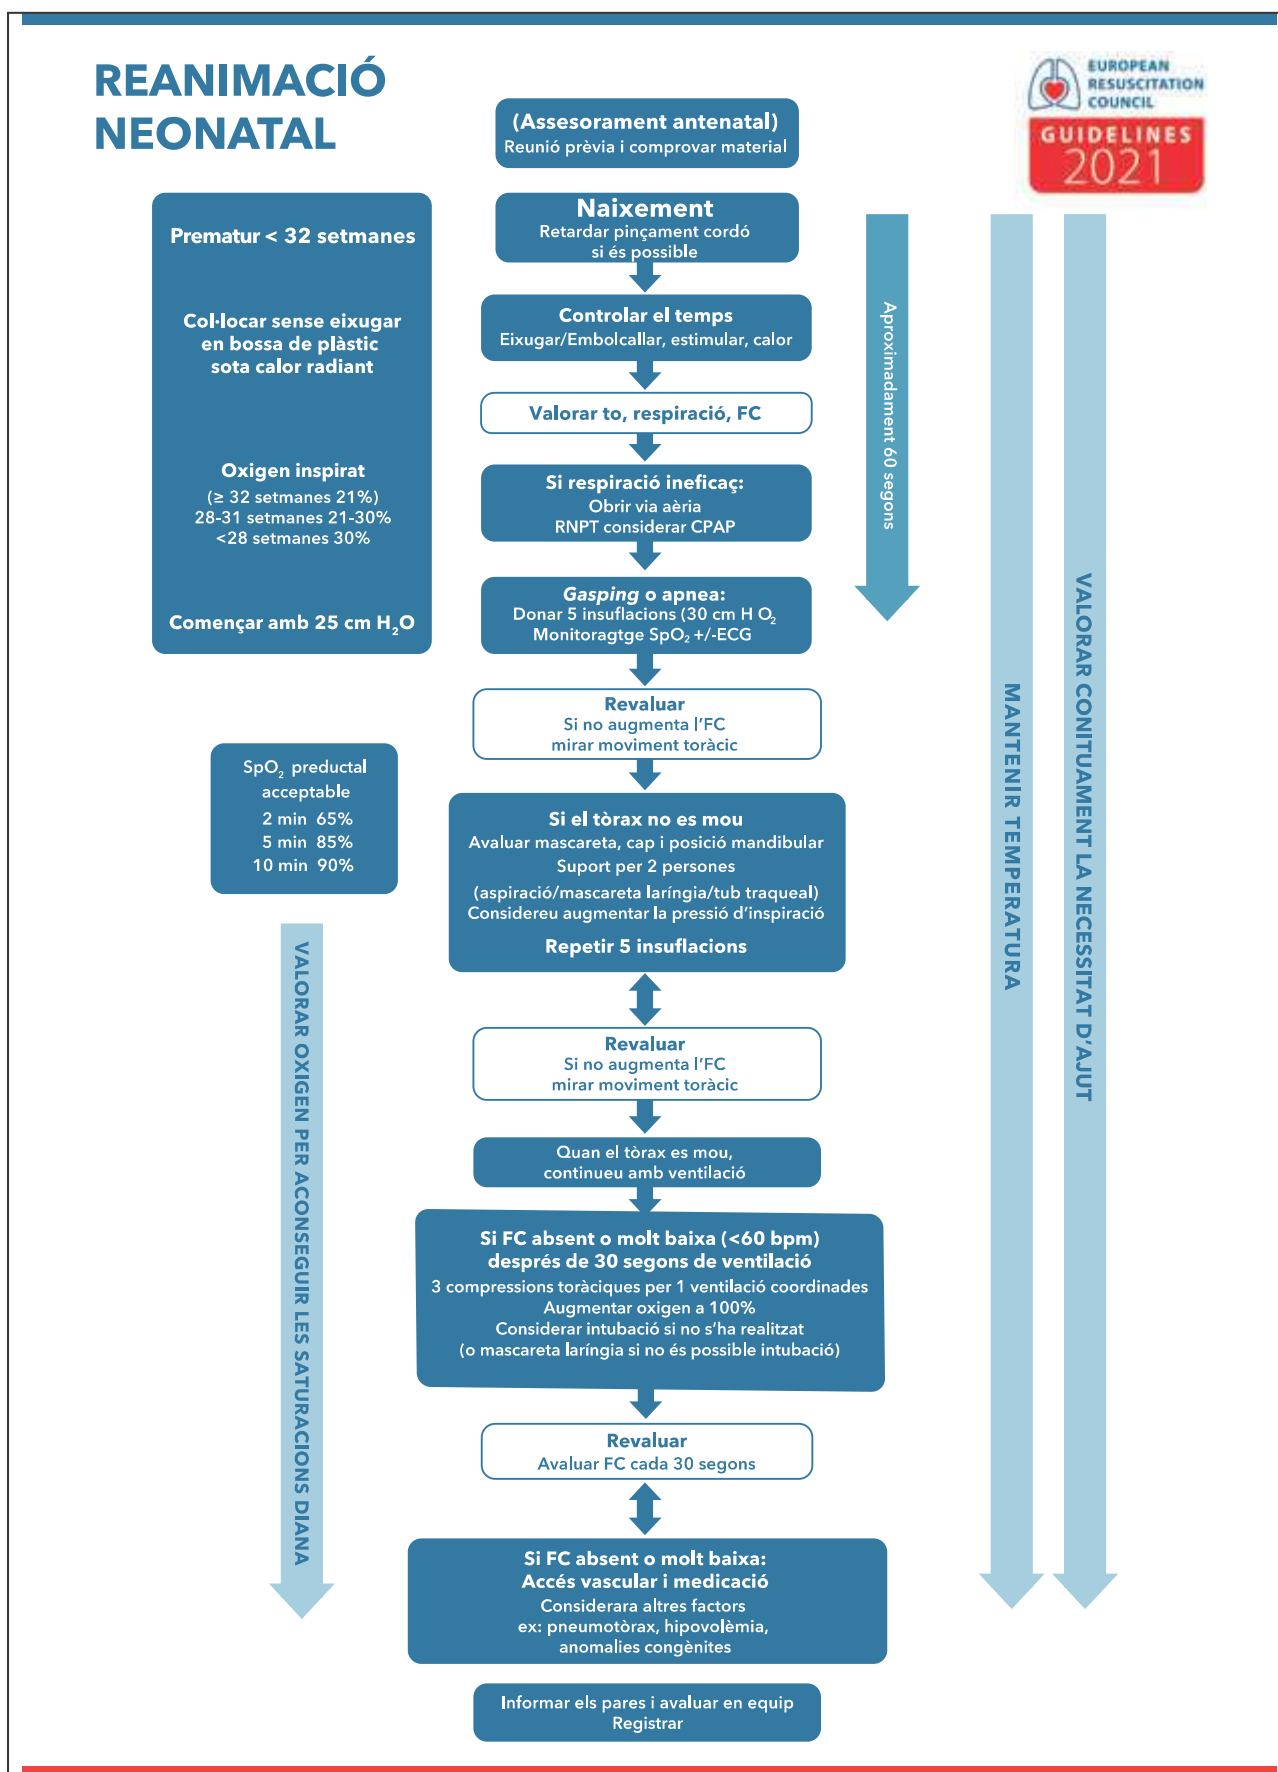 REANIMACIÓ
NEONATAL
EUROPEAN
RESUSCITATION
COUNCIL
GUIDELINES
2021
(Assesorament antenatal)
Reunió prèvia i comprovar material
Naixement
Retardar pinçament cordó
si és possible
Controlar el temps
Eixugar/Embolcallar, estimular, calor
Valorar to, respiració, FC
Si respiració ineficaç:
Obrir via aèria
RNPT considerar CPAP
Gasping o apnea:
Donar 5 insuflacions (30 cm H O₂
Monitoragtge SpO₂ +/-ECG
Revaluar
Si no augmenta l'FC
mirar moviment toràcic
Si el tòrax no es mou
Avaluar mascareta, cap i posició mandibular
Suport per 2 persones
(aspiració/mascareta laríngia/tub traqueal)
Considereu augmentar la pressió d'inspiració
Repetir 5 insuflacions
Revaluar
Si no augmenta l'FC
mirar moviment toràcic
Quan el tòrax es mou,
continueu amb ventilació
Si FC absent o molt baixa (<60 bpm)
després de 30 segons de ventilació
3 compressions toràciques per 1 ventilació coordinades
Augmentar oxigen a 100%
Considerar intubació si no s'ha realitzat
(o mascareta laríngia si no és possible intubació)
Revaluar
Avaluar FC cada 30 segons
Si FC absent o molt baixa:
Accés vascular i medicació
Considerara altres factors
ex: pneumotòrax, hipovolèmia,
anomalies congènites
Informar els pares i avaluar en equip
Registrar
Prematur < 32 setmanes
Col·locar sense eixugar
en bossa de plàstic
sota calor radiant
Oxigen inspirat
(≥ 32 setmanes 21%)
28-31 setmanes 21-30%
<28 setmanes 30%
Començar amb 25 cm H₂O
SpO₂ preductal
acceptable
2 min 65%
5 min 85%
10 min 90%
VALORAR OXIGEN PER ACONSEGUIR LES SATURACIONS DIANA
Aproximadament 60 segons
MANTENIR TEMPERATURA
VALORAR CONITUAMENT LA NECESSITAT D'AJUT